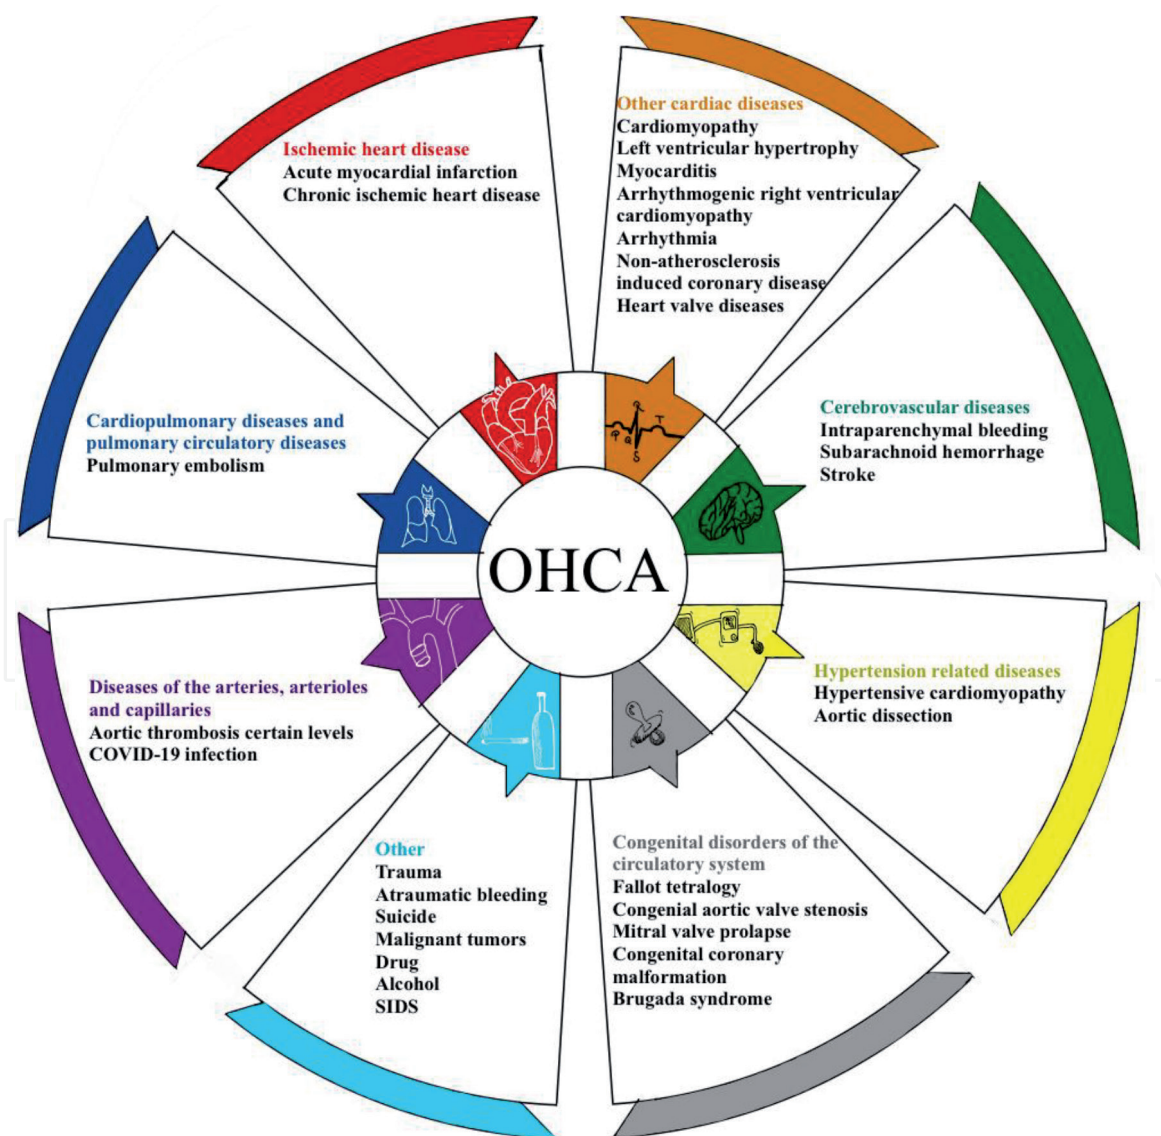 Ischemic heart disease
Acute myocardial infarction
Chronic ischemic heart disease
Other cardiac diseases
Cardiomyopathy
Left ventricular hypertrophy
Myocarditis
Arrhythmogenic right ventricular
cardiomyopathy
Arrhythmia
Non-atherosclerosis
induced coronary disease
Heart valve diseases
Cerebrovascular diseases
Intraparenchymal bleeding
Subarachnoid hemorrhage
Stroke
Hypertension related diseases
Hypertensive cardiomyopathy
Aortic dissection
Congenital disorders of the
circulatory system
Fallot tetralogy
Congenial aortic valve stenosis
Mitral valve prolapse
Congenital coronary
malformation
Brugada syndrome
Other
Trauma
Atraumatic bleeding
Suicide
Malignant tumors
Drug
Alcohol
SIDS
Diseases of the arteries, arterioles
and capillaries
Aortic thrombosis certain levels
COVID-19 infection
Cardiopulmonary diseases and
pulmonary circulatory diseases
Pulmonary embolism
OHCA
P Q R S T